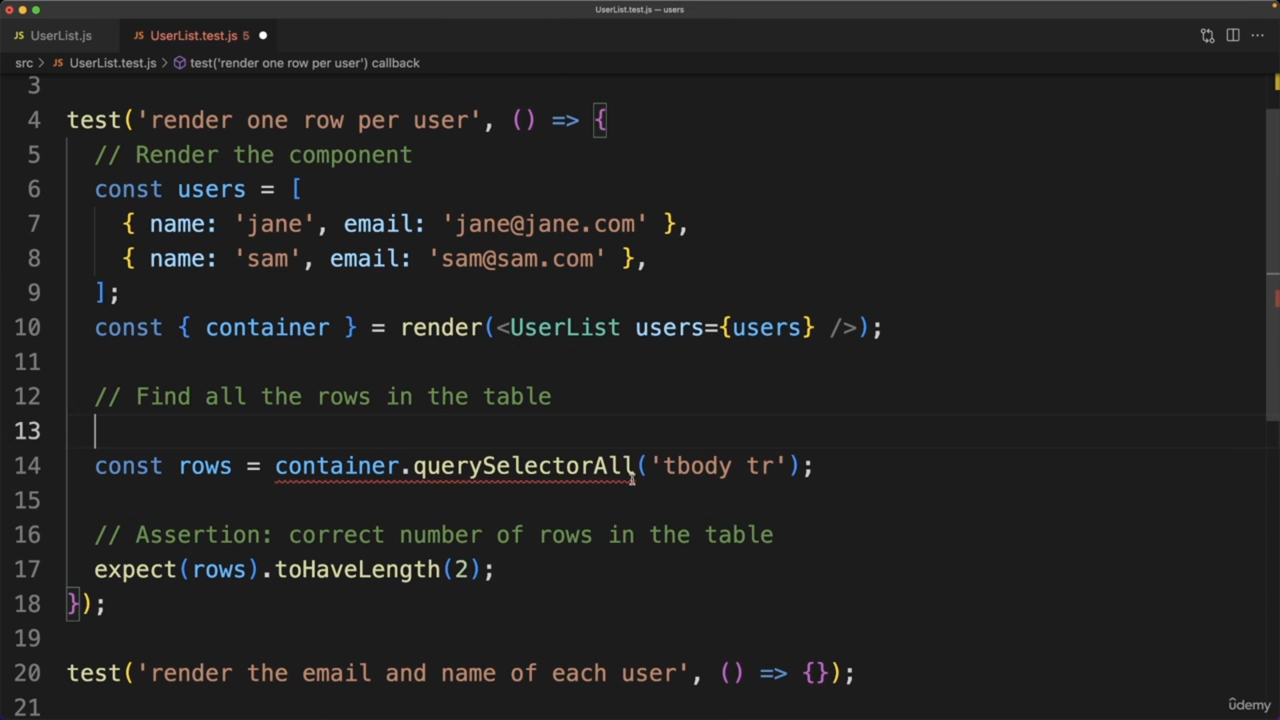 UserList.test.js — users
JS UserList.js
JS UserList.test.js 5
src > JS UserList.test.js > test('render one row per user') callback
3
4 test('render one row per user', () => {
5 // Render the component
6 const users = [
7 { name: 'jane', email: 'jane@jane.com' },
8 { name: 'sam', email: 'sam@sam.com' },
9 ];
10 const { container } = render(<UserList users={users} />);
11
12 // Find all the rows in the table
13
14 const rows = container.querySelectorAll('tbody tr');
15
16 // Assertion: correct number of rows in the table
17 expect(rows).toHaveLength(2);
18 });
19
20 test('render the email and name of each user', () => {});
21
ûdemy